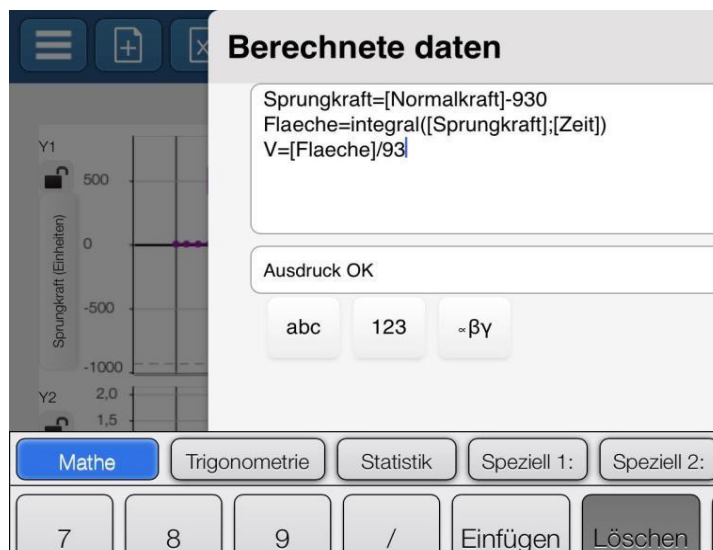 Berechnete daten
Sprungkraft=[Normalkraft]-930
Flaeche=integral([Sprungkraft];[Zeit])
V=[Flaeche]/93
Y1
500
0
-500
-1000
Sprungkraft (Einheiten)
Y2
2,0
1,5
Ausdruck OK
abc
123
∝βγ
Mathe
Trigonometrie
Statistik
Speziell 1:
Speziell 2:
7
8
9
/
Einfügen
Löschen